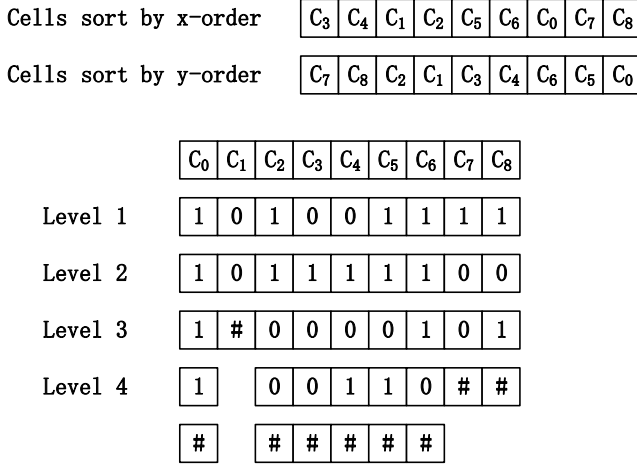 Cells sort by x-order C₃ C₄ C₁ C₂ C₅ C₆ C₀ C₇ C₈
Cells sort by y-order C₇ C₈ C₂ C₁ C₃ C₄ C₆ C₅ C₀
C₀ C₁ C₂ C₃ C₄ C₅ C₆ C₇ C₈
Level 1 1 0 1 0 0 1 1 1 1
Level 2 1 0 1 1 1 1 1 0 0
Level 3 1 # 0 0 0 0 1 0 1
Level 4 1 0 0 1 1 0 # #
# # # # # #